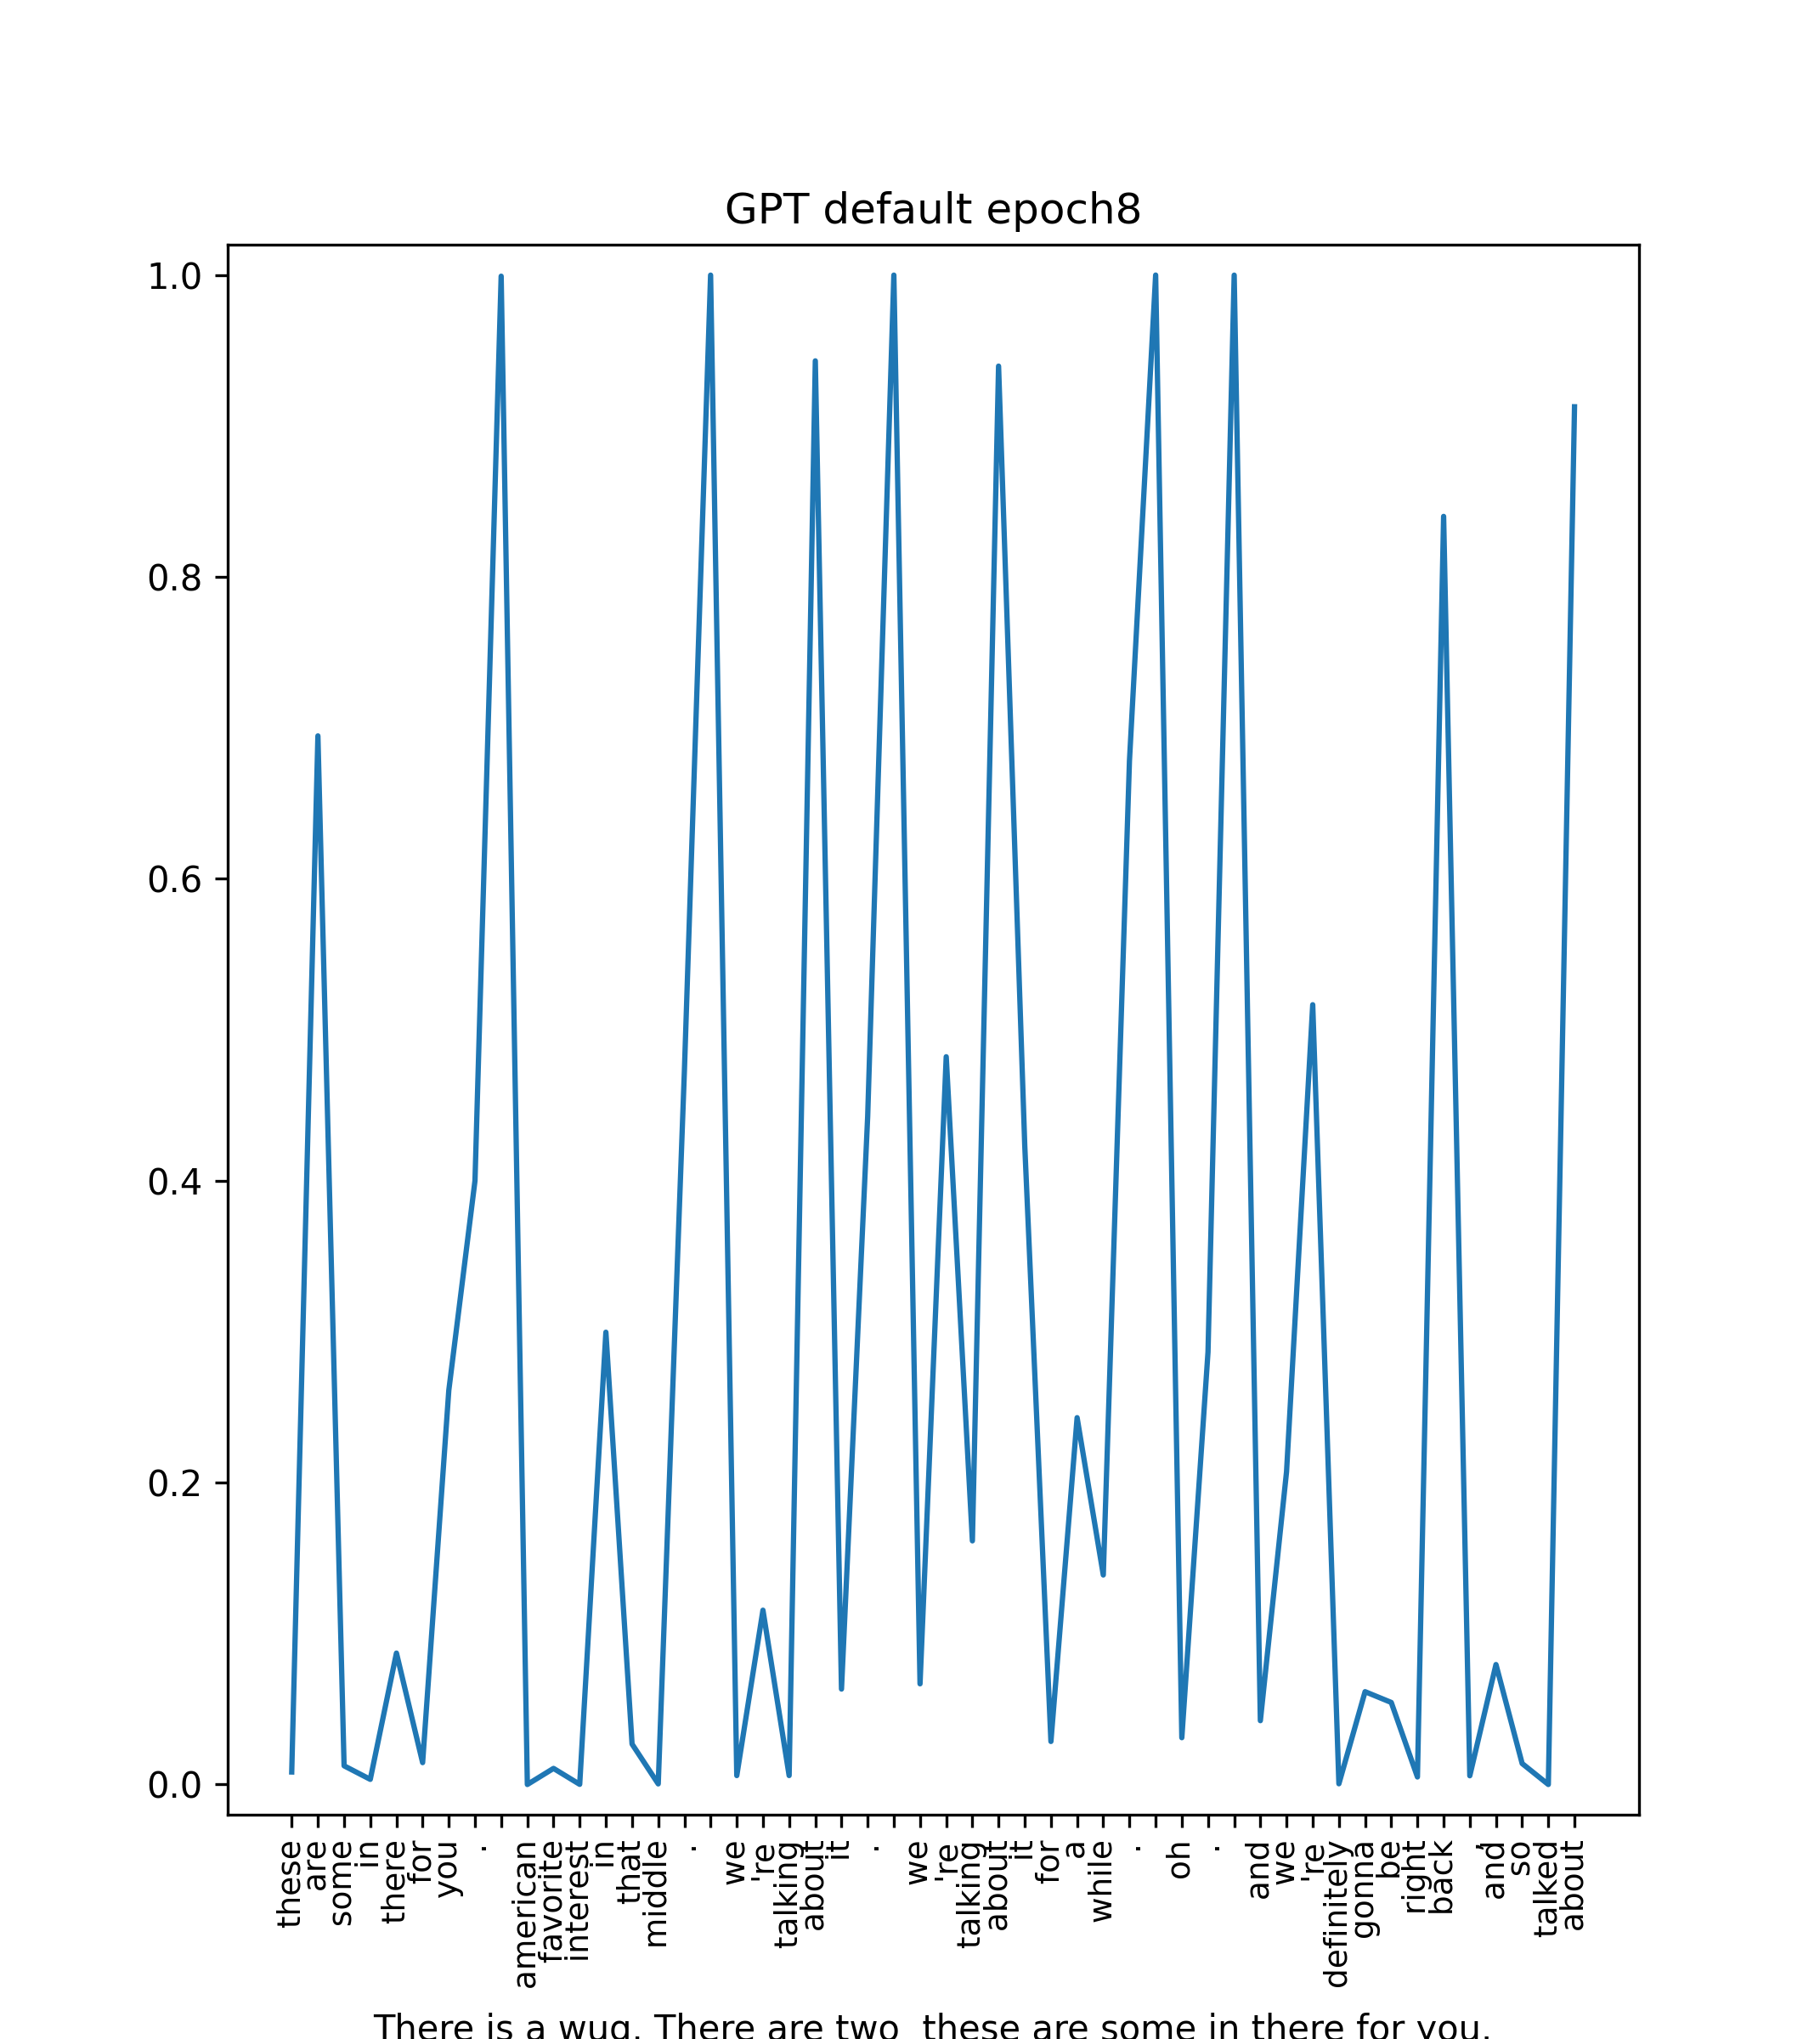 GPT default epoch8
1.0
0.8
0.6
0.4
0.2
0.0
these
are
some
in
there
for
you
.
american
favorite
interest
in
that
middle
.
we
're
talking
about
it
.
we
're
talking
about
it
for
a
while
.
oh
.
and
we
're
definitely
gonna
be
right
back
,
and
so
talked
about
There is a wug. There are two  these are some in there for you.